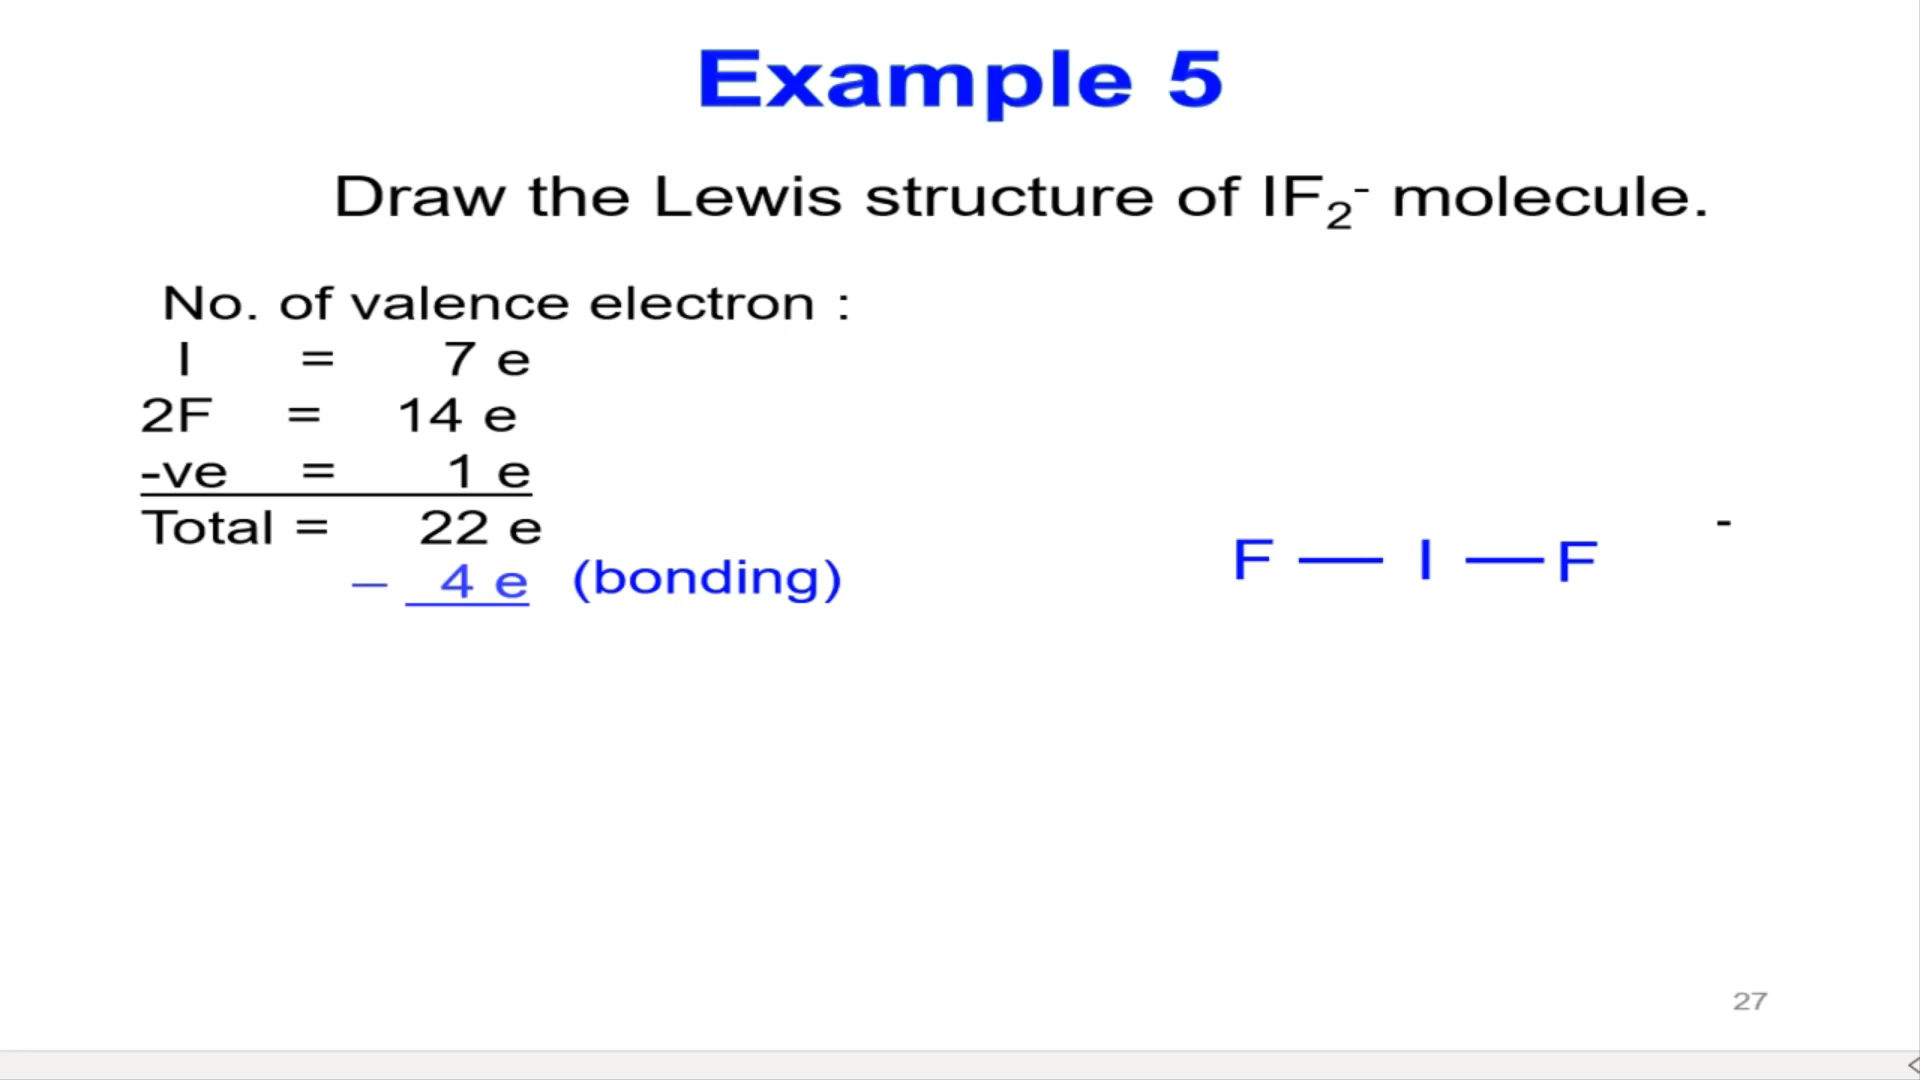 Example 5
Draw the Lewis structure of IF₂⁻ molecule.
No. of valence electron :
I = 7 e
2F = 14 e
-ve = 1 e
Total = 22 e
– 4 e (bonding)
F — I — F
-
27